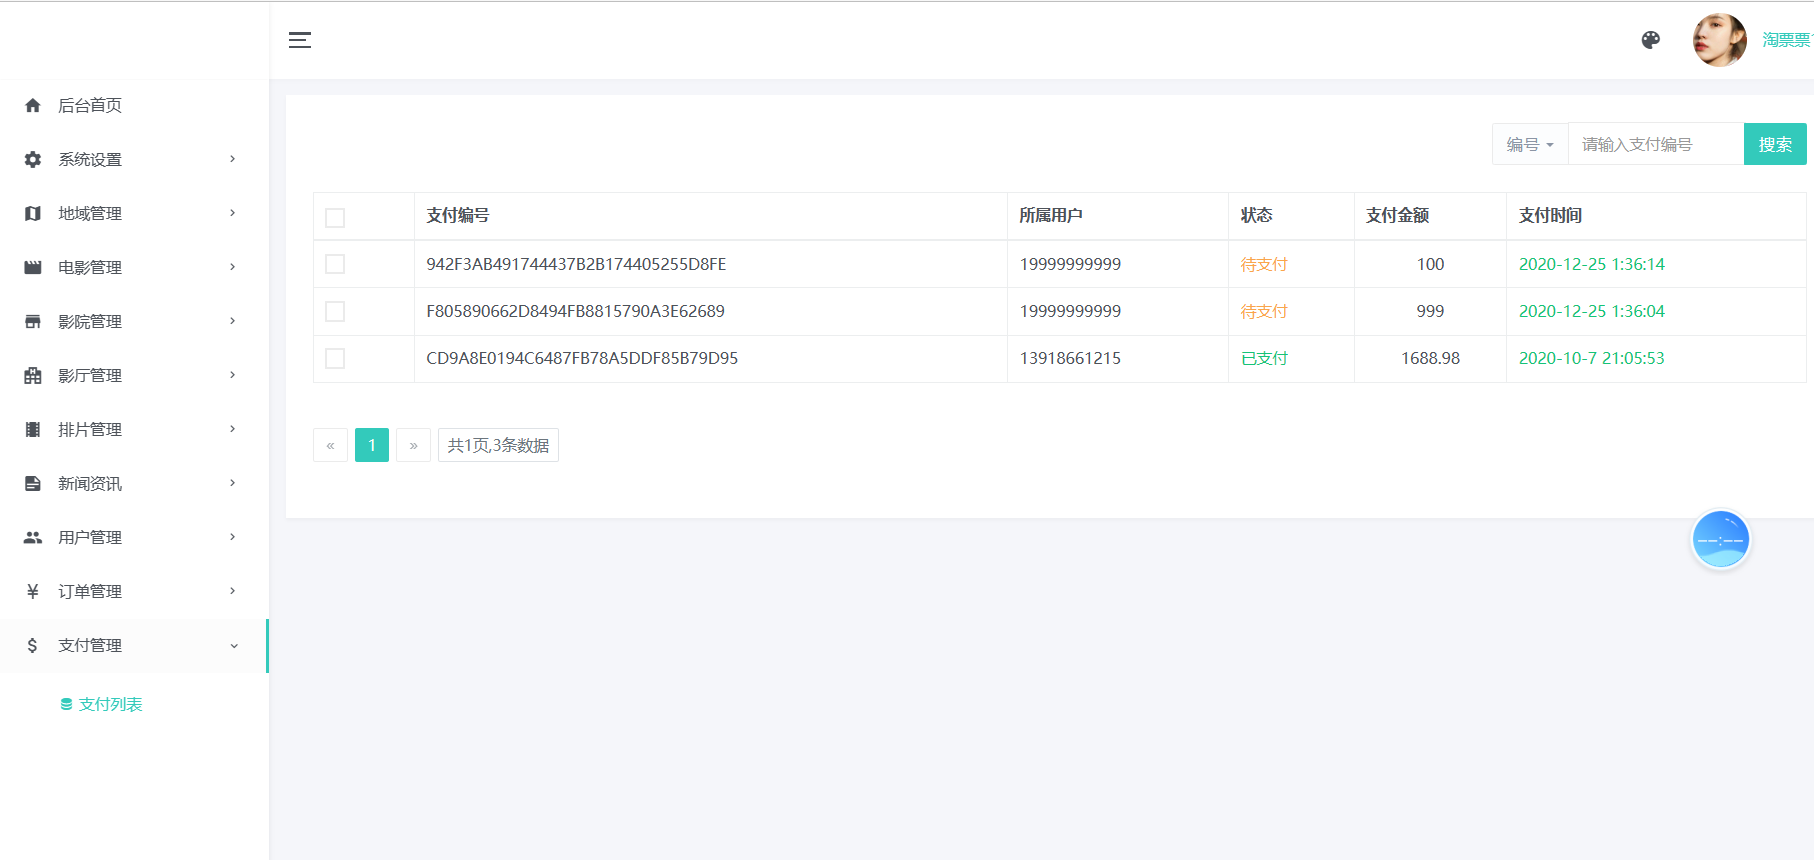 淘票票
后台首页
系统设置
地域管理
电影管理
影院管理
影厅管理
排片管理
新闻资讯
用户管理
¥ 订单管理
$ 支付管理
支付列表
编号 请输入支付编号 搜索
支付编号 所属用户 状态 支付金额 支付时间
942F3AB491744437B2B174405255D8FE 19999999999 待支付 100 2020-12-25 1:36:14
F805890662D8494FB8815790A3E62689 19999999999 待支付 999 2020-12-25 1:36:04
CD9A8E0194C6487FB78A5DDF85B79D95 13918661215 已支付 1688.98 2020-10-7 21:05:53
« 1 » 共1页,3条数据
--:--